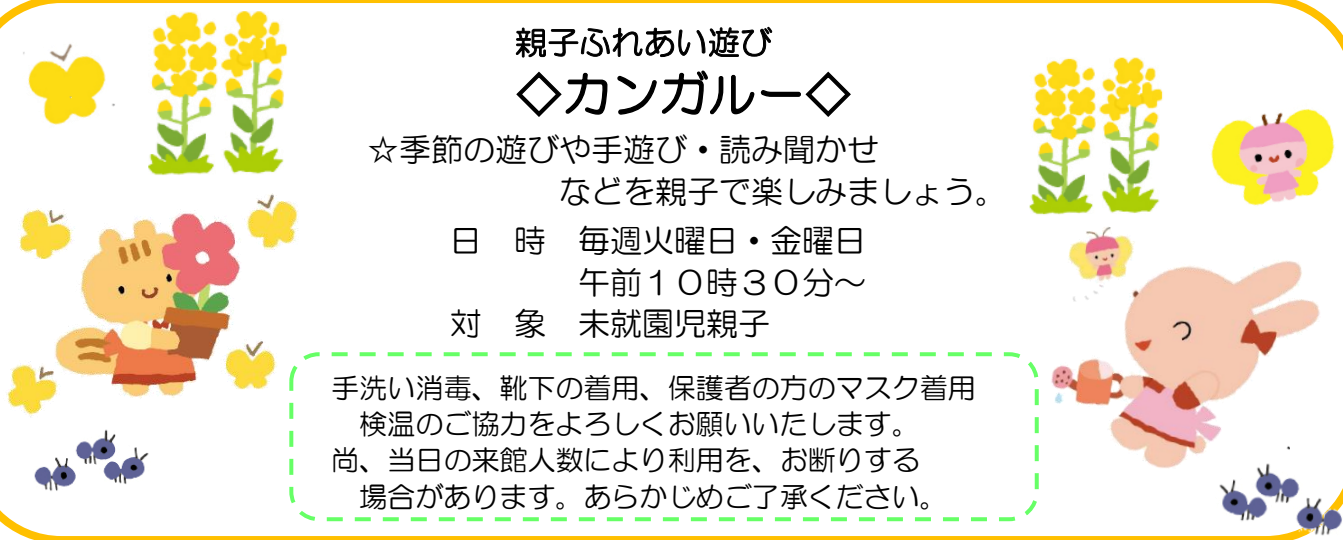 親子ふれあい遊び
◇カンガルー◇
☆季節の遊びや手遊び・読み聞かせ
などを親子で楽しみましょう。
日　時　毎週火曜日・金曜日
午前１０時３０分～
対　象　未就園児親子
手洗い消毒、靴下の着用、保護者の方のマスク着用
検温のご協力をよろしくお願いいたします。
尚、当日の来館人数により利用を、お断りする
場合があります。あらかじめご了承ください。